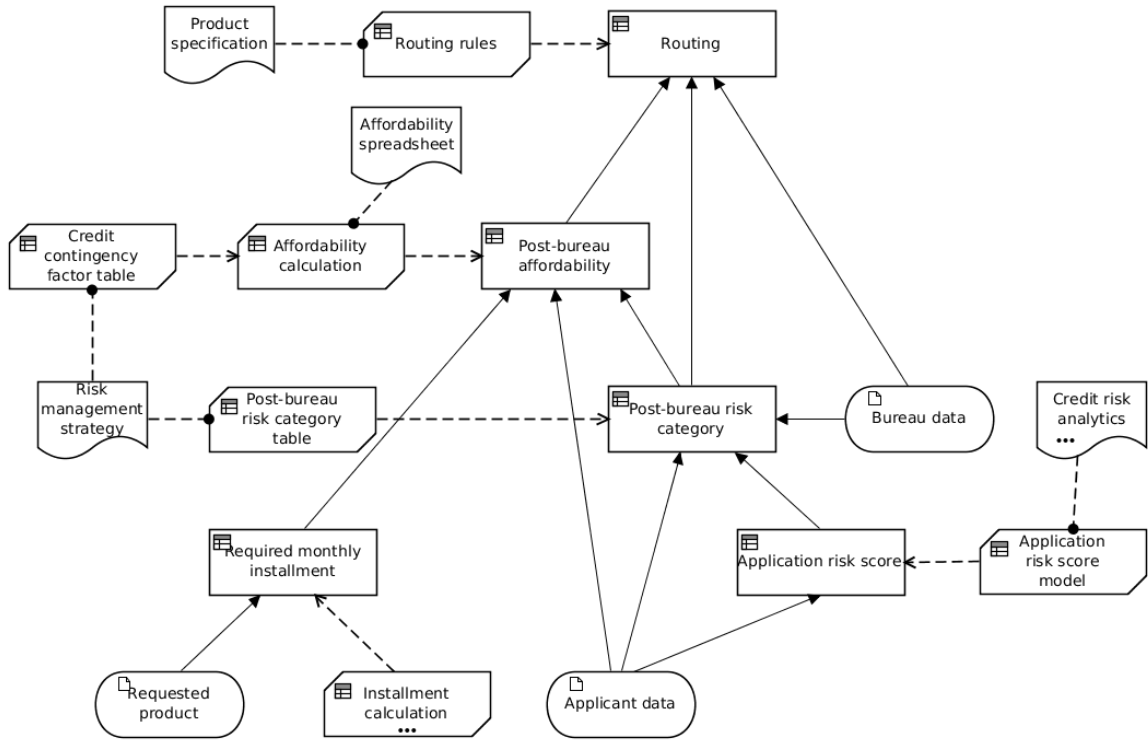 Product
specification
Routing rules
Routing
Affordability
spreadsheet
Credit
contingency
factor table
Affordability
calculation
Post-bureau
affordability
Risk
management
strategy
Post-bureau
risk category
table
Post-bureau risk
category
Bureau data
Credit risk
analytics
•••
Required monthly
installment
Application risk score
Application
risk score
model
Requested
product
Installment
calculation
•••
Applicant data